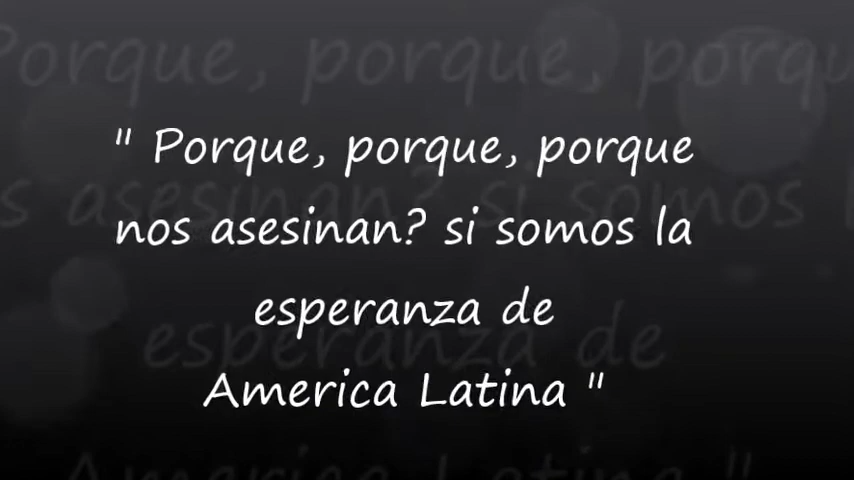 " Porque, porque, porque
nos asesinan? si somos la
esperanza de
America Latina "